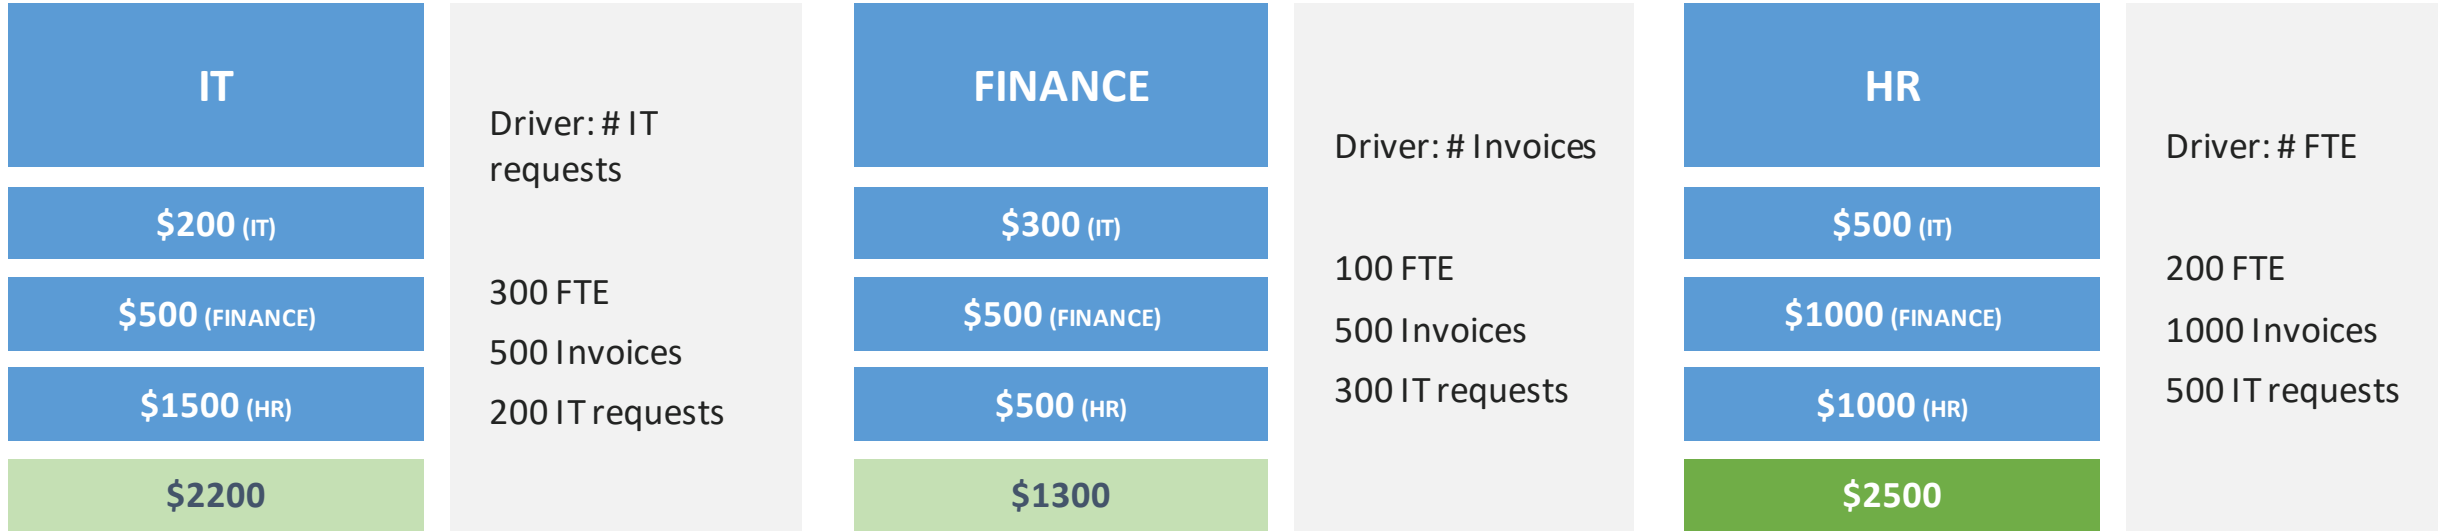 IT
Driver: # IT
requests
$200 (IT)
$500 (FINANCE)
$1500 (HR)
$2200
300 FTE
500 Invoices
200 IT requests
FINANCE
Driver: # Invoices
$300 (IT)
$500 (FINANCE)
$500 (HR)
$1300
100 FTE
500 Invoices
300 IT requests
HR
Driver: # FTE
$500 (IT)
$1000 (FINANCE)
$1000 (HR)
$2500
200 FTE
1000 Invoices
500 IT requests